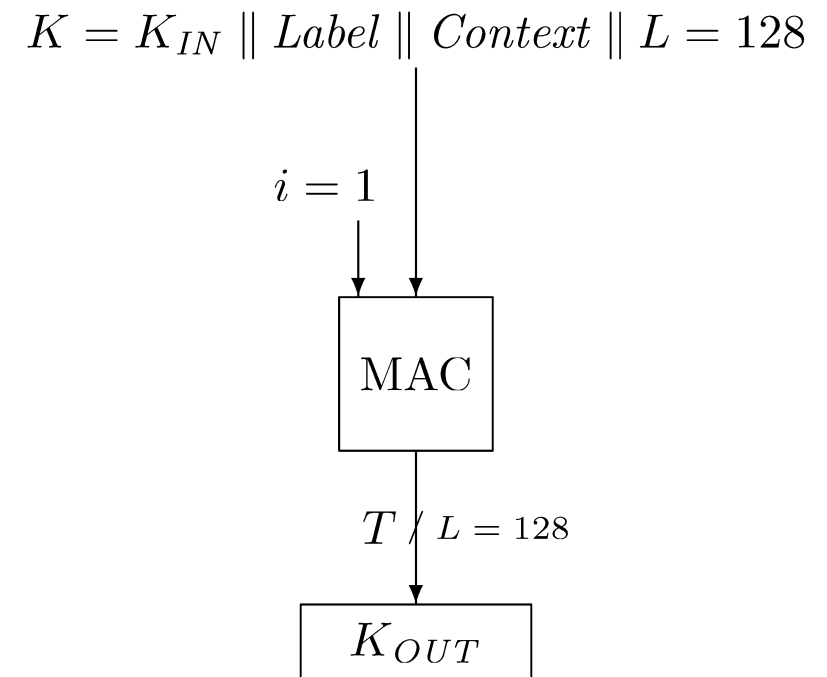 K = K_IN ∥ Label ∥ Context ∥ L = 128
i = 1
MAC
T / L = 128
K_OUT